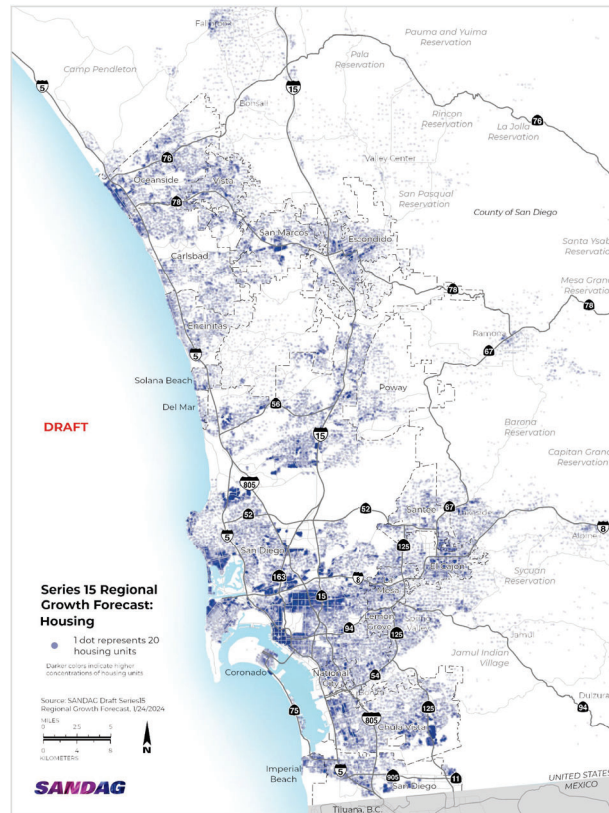 Fallbrook
Pauma and Yuima
Reservation
Pala
Reservation
Camp Pendleton
5
15
Bonsall
Rincon
Reservation
76
La Jolla
Reservation
76
Valley Center
Oceanside
Vista
San Pasqual
Reservation
78
County of San Diego
San Marcos
Escondido
Santa Ysabel
Reservation
Carlsbad
Mesa Grande
Reservation
78
78
Encinitas
Ramona
5
67
Solana Beach
Poway
56
Del Mar
DRAFT
15
Barona
Reservation
Capitan Grande
Reservation
805
52
52
Santee
67
Lakeside
5
San Diego
125
8
Alpine
163
8
El Cajon
Sycuan
Reservation
Series 15 Regional
Growth Forecast:
Housing
15
1 dot represents 20
housing units
94
Lemon
Grove
125
Darker colors indicate higher
concentrations of housing units
Jamul
Jamul Indian
Village
Coronado
National
54
94
Dulzura
Source: SANDAG Draft Series15
Regional Growth Forecast, 1/24/2024
75
125
MILES
0 5
805
Chula Vista
N
KILOMETERS
Imperial
Beach
5
905
11
San Diego
SANDAG
UNITED STATES
MEXICO
Tijuana, B.C.